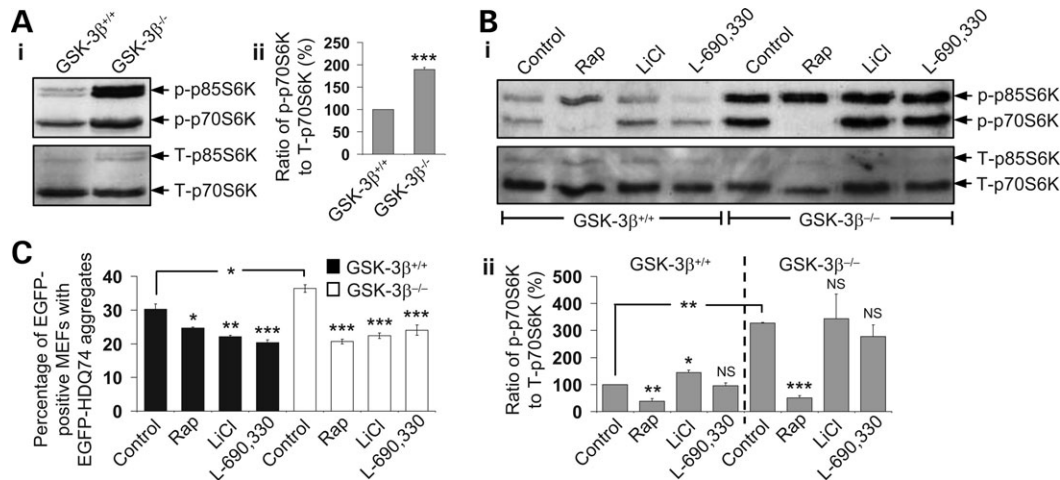 A
i
GSK-3β+/+
GSK-3β-/-
p-p85S6K
p-p70S6K
T-p85S6K
T-p70S6K
ii
Ratio of p-p70S6K
to T-p70S6K (%)
250
200
150
100
50
0
***
GSK-3β+/+
GSK-3β-/-
B
i
Control
Rap
LiCl
L-690,330
Control
Rap
LiCl
L-690,330
p-p85S6K
p-p70S6K
T-p85S6K
T-p70S6K
GSK-3β+/+
GSK-3β–/–
C
Percentage of EGFP-
positive MEFs with
EGFP-HDQ74 aggregates
40
30
20
10
0
GSK-3β+/+
GSK-3β–/–
*
* ** *** *** *** ***
Control
Rap
LiCl
L-690,330
Control
Rap
LiCl
L-690,330
ii
GSK-3β+/+
GSK-3β–/–
Ratio of p-p70S6K
to T-p70S6K (%)
500
400
300
200
100
0
**
** * NS *** NS NS
Control
Rap
LiCl
L-690,330
Control
Rap
LiCl
L-690,330